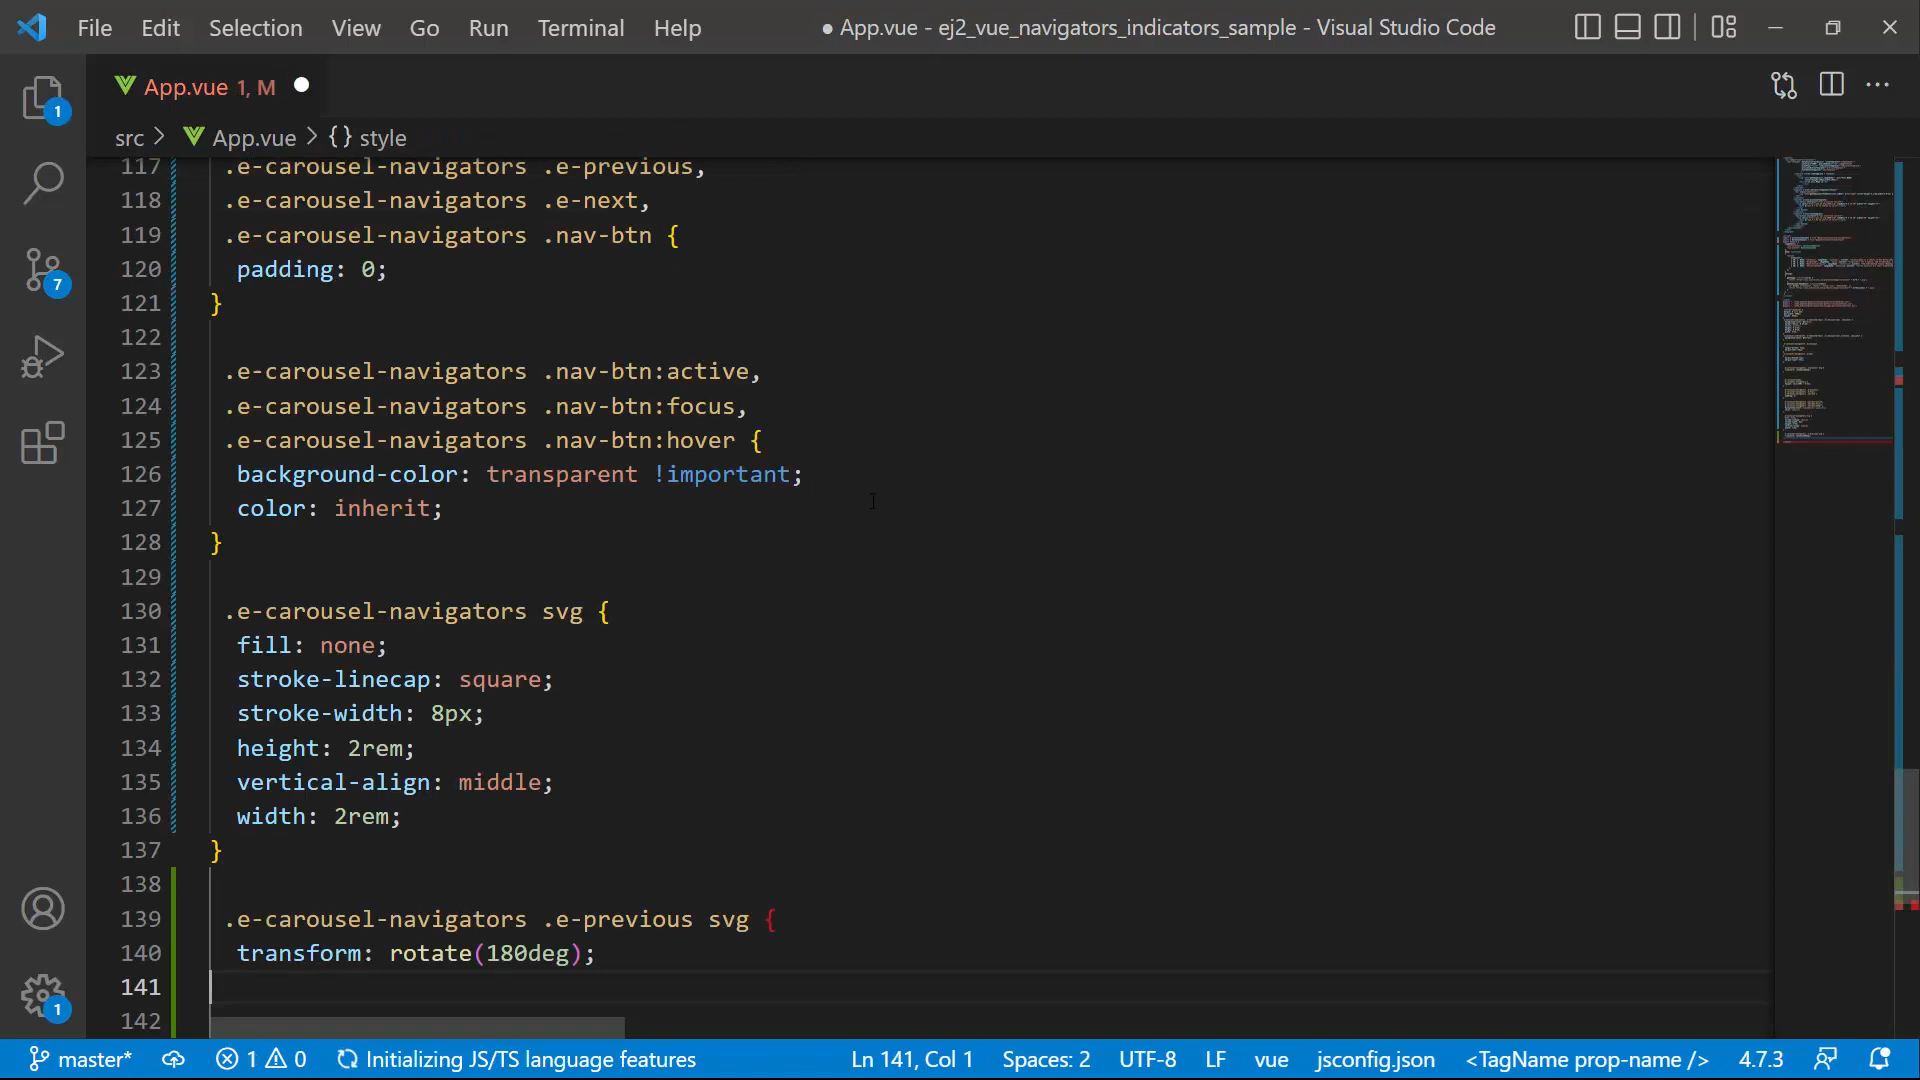 File Edit Selection View Go Run Terminal Help
● App.vue - ej2_vue_navigators_indicators_sample - Visual Studio Code
App.vue 1, M
src > App.vue > {} style
117 .e-carousel-navigators .e-previous,
118 .e-carousel-navigators .e-next,
119 .e-carousel-navigators .nav-btn {
120 padding: 0;
121 }
122
123 .e-carousel-navigators .nav-btn:active,
124 .e-carousel-navigators .nav-btn:focus,
125 .e-carousel-navigators .nav-btn:hover {
126 background-color: transparent !important;
127 color: inherit;
128 }
129
130 .e-carousel-navigators svg {
131 fill: none;
132 stroke-linecap: square;
133 stroke-width: 8px;
134 height: 2rem;
135 vertical-align: middle;
136 width: 2rem;
137 }
138
139 .e-carousel-navigators .e-previous svg {
140 transform: rotate(180deg);
141
142
1
7
1
master* 1 0 Initializing JS/TS language features Ln 141, Col 1 Spaces: 2 UTF-8 LF vue jsconfig.json <TagName prop-name /> 4.7.3